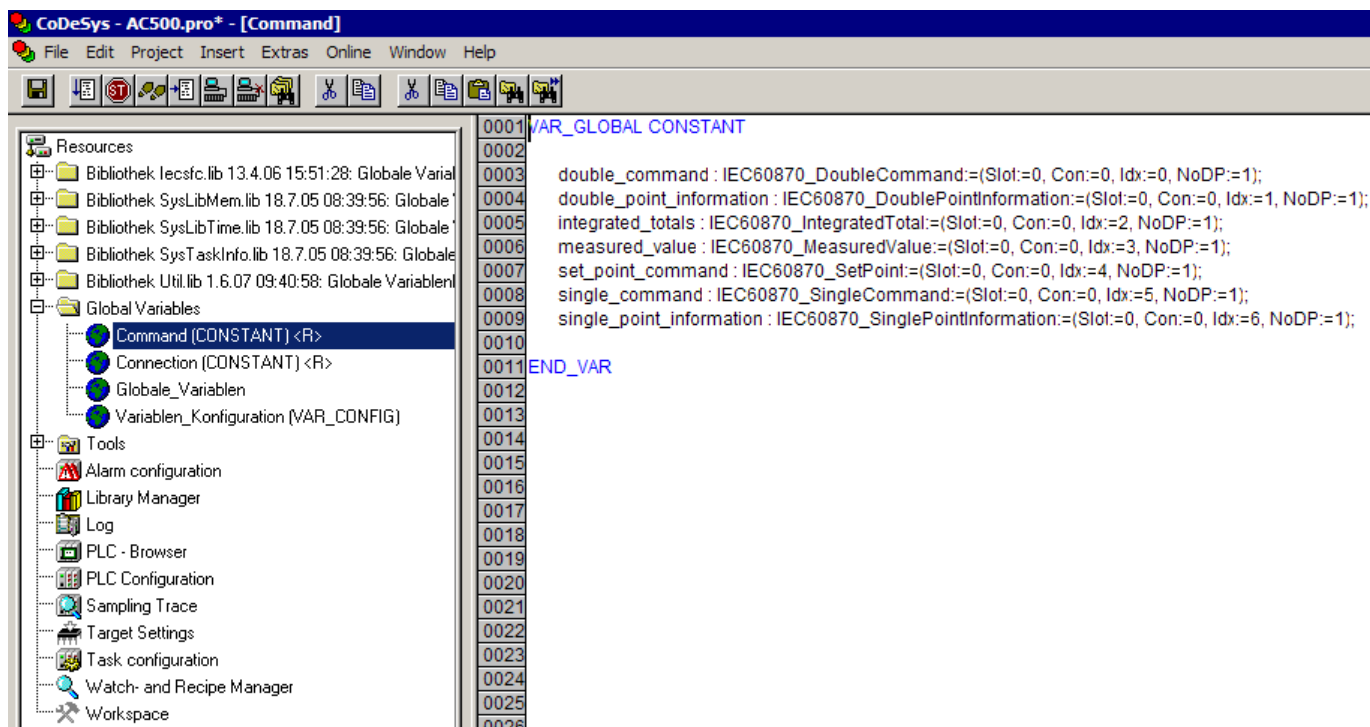 CoDeSys - AC500.pro* - [Command]
File Edit Project Insert Extras Online Window Help
Resources
Bibliothek Iecsfc.lib 13.4.06 15:51:28: Globale Variab
Bibliothek SysLibMem.lib 18.7.05 08:39:56: Globale
Bibliothek SysLibTime.lib 18.7.05 08:39:56: Globale
Bibliothek SysTaskInfo.lib 18.7.05 08:39:56: Globale
Bibliothek Util.lib 1.6.07 09:40:58: Globale Variablenl
Global Variables
Command (CONSTANT) <R>
Connection (CONSTANT) <R>
Globale_Variablen
Variablen_Konfiguration (VAR_CONFIG)
Tools
Alarm configuration
Library Manager
Log
PLC - Browser
PLC Configuration
Sampling Trace
Target Settings
Task configuration
Watch- and Recipe Manager
Workspace
0001 VAR_GLOBAL CONSTANT
0002
0003 double_command : IEC60870_DoubleCommand:=(Slot:=0, Con:=0, Idx:=0, NoDP:=1);
0004 double_point_information : IEC60870_DoublePointInformation:=(Slot:=0, Con:=0, Idx:=1, NoDP:=1);
0005 integrated_totals : IEC60870_IntegratedTotal:=(Slot:=0, Con:=0, Idx:=2, NoDP:=1);
0006 measured_value : IEC60870_MeasuredValue:=(Slot:=0, Con:=0, Idx:=3, NoDP:=1);
0007 set_point_command : IEC60870_SetPoint:=(Slot:=0, Con:=0, Idx:=4, NoDP:=1);
0008 single_command : IEC60870_SingleCommand:=(Slot:=0, Con:=0, Idx:=5, NoDP:=1);
0009 single_point_information : IEC60870_SinglePointInformation:=(Slot:=0, Con:=0, Idx:=6, NoDP:=1);
0010
0011 END_VAR
0012
0013
0014
0015
0016
0017
0018
0019
0020
0021
0022
0023
0024
0025
0026